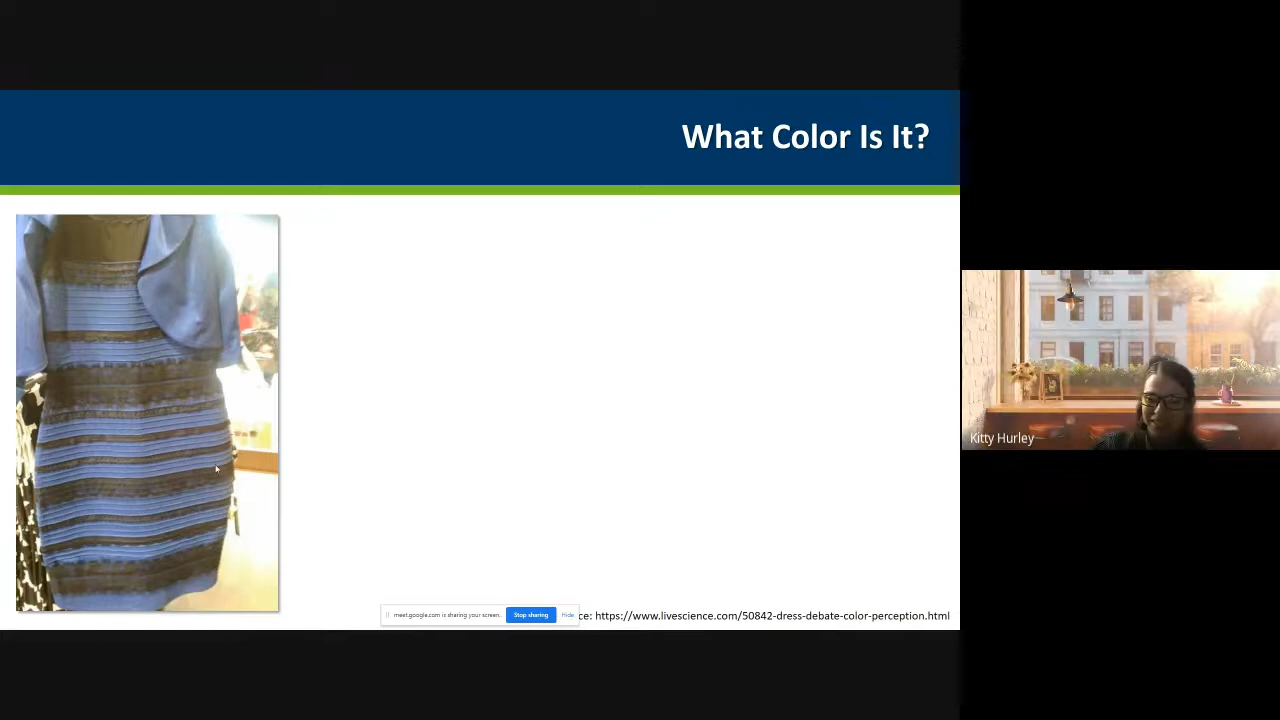 What Color Is It?
Kitty Hurley
meet.google.com is sharing your screen.
Stop sharing
Hide
ce: https://www.livescience.com/50842-dress-debate-color-perception.html